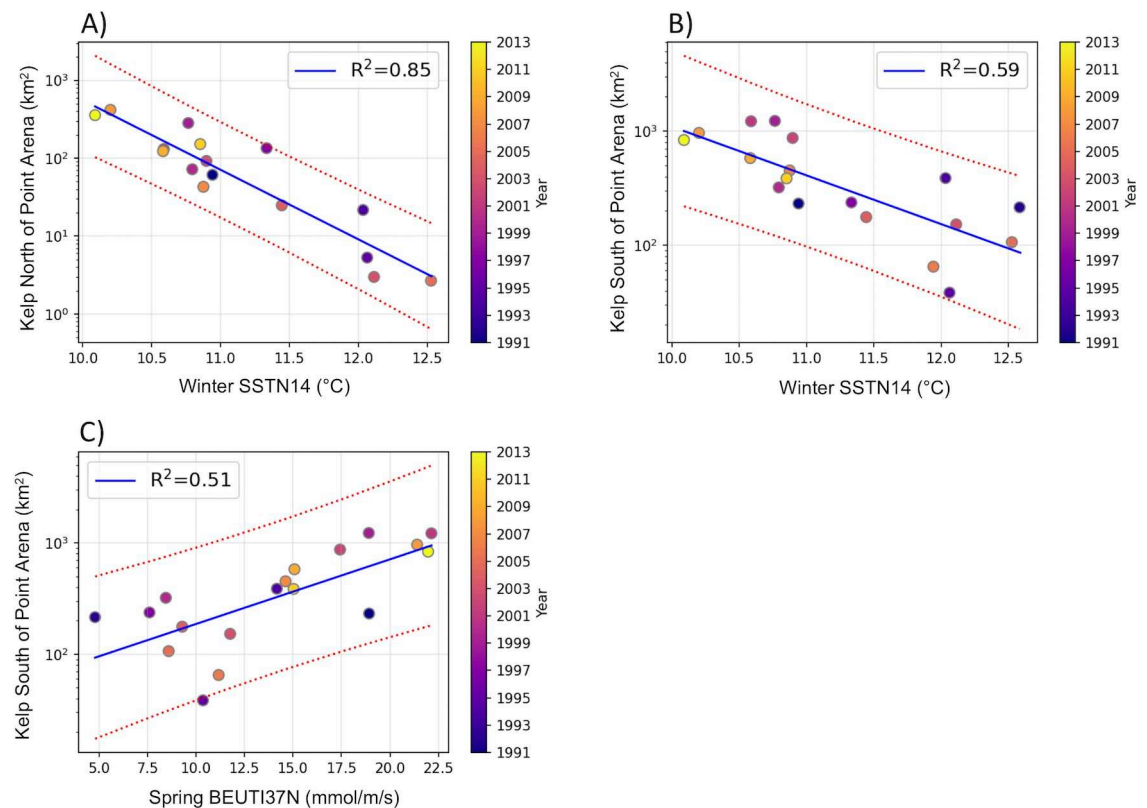 A)
R²=0.85
Kelp North of Point Arena (km²)
10³
10²
10¹
10⁰
10.0 10.5 11.0 11.5 12.0 12.5
Winter SSTN14 (°C)
2013
2011
2009
2007
2005
2003
2001
1999
1997
1995
1993
1991
Year
B)
R²=0.59
Kelp South of Point Arena (km²)
10³
10²
10.0 10.5 11.0 11.5 12.0 12.5
Winter SSTN14 (°C)
2013
2011
2009
2007
2005
2003
2001
1999
1997
1995
1993
1991
Year
C)
R²=0.51
Kelp South of Point Arena (km²)
10³
10²
5.0 7.5 10.0 12.5 15.0 17.5 20.0 22.5
Spring BEUTI37N (mmol/m/s)
2013
2011
2009
2007
2005
2003
2001
1999
1997
1995
1993
1991
Year